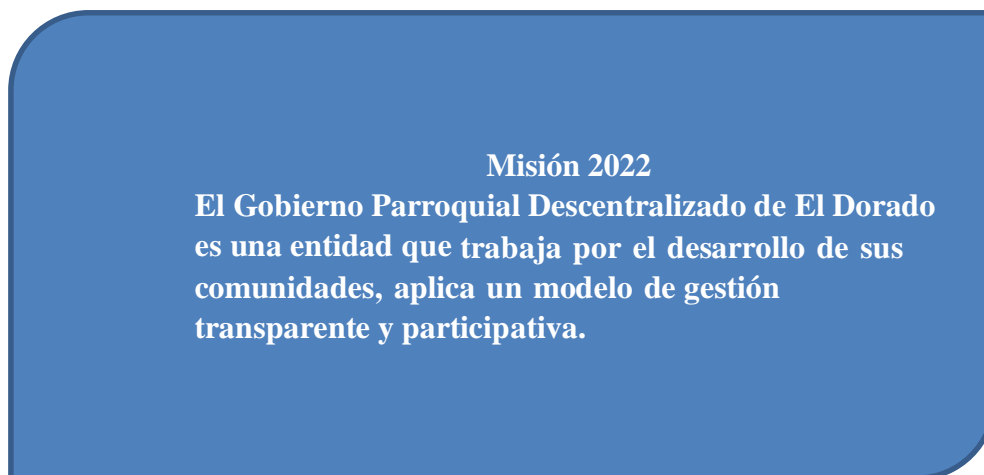 Misión 2022
El Gobierno Parroquial Descentralizado de El Dorado
es una entidad que trabaja por el desarrollo de sus
comunidades, aplica un modelo de gestión
transparente y participativa.